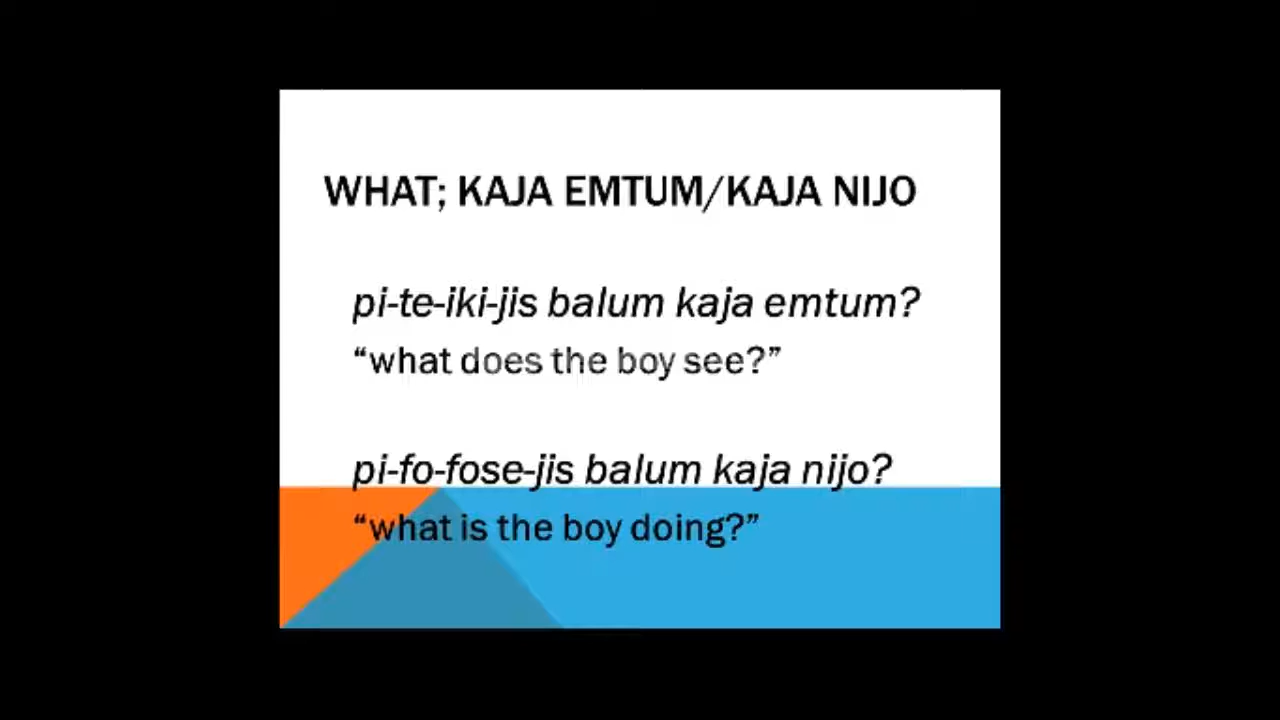 WHAT; KAJA EMTUM/KAJA NIJO
pi-te-iki-jis balum kaja emtum?
“what does the boy see?”
pi-fo-fose-jis balum kaja nijo?
“what is the boy doing?”